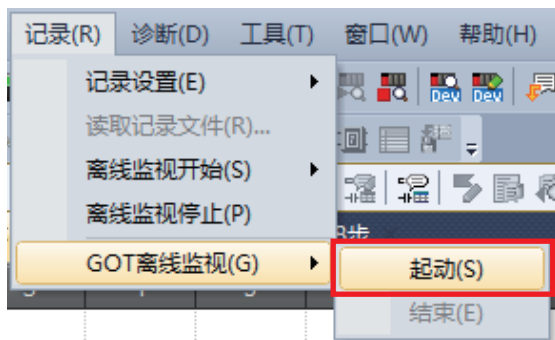 记录(R) 诊断(D) 工具(T) 窗口(W) 帮助(H)
记录设置(E)
Dev Dev
读取记录文件(R)...
离线监视开始(S)
离线监视停止(P)
步
GOT离线监视(G)
起动(S)
结束(E)